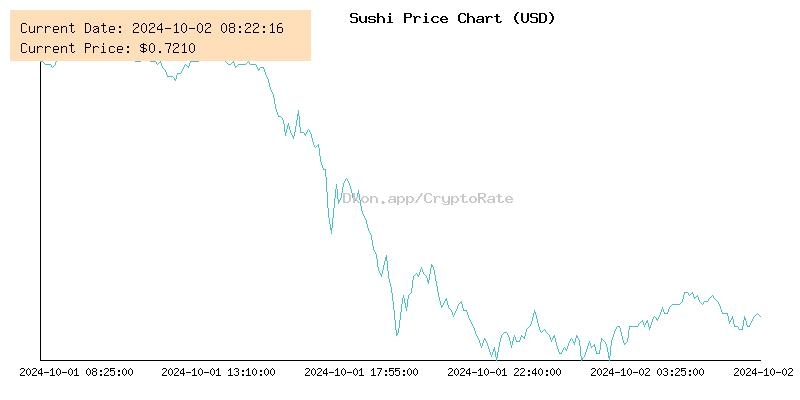 Sushi Price Chart (USD)
Current Date: 2024-10-02 08:22:16
Current Price: $0.7210
Dkon.app/CryptoRate
2024-10-01 08:25:00 2024-10-01 13:10:00 2024-10-01 17:55:00 2024-10-01 22:40:00 2024-10-02 03:25:00 2024-10-02